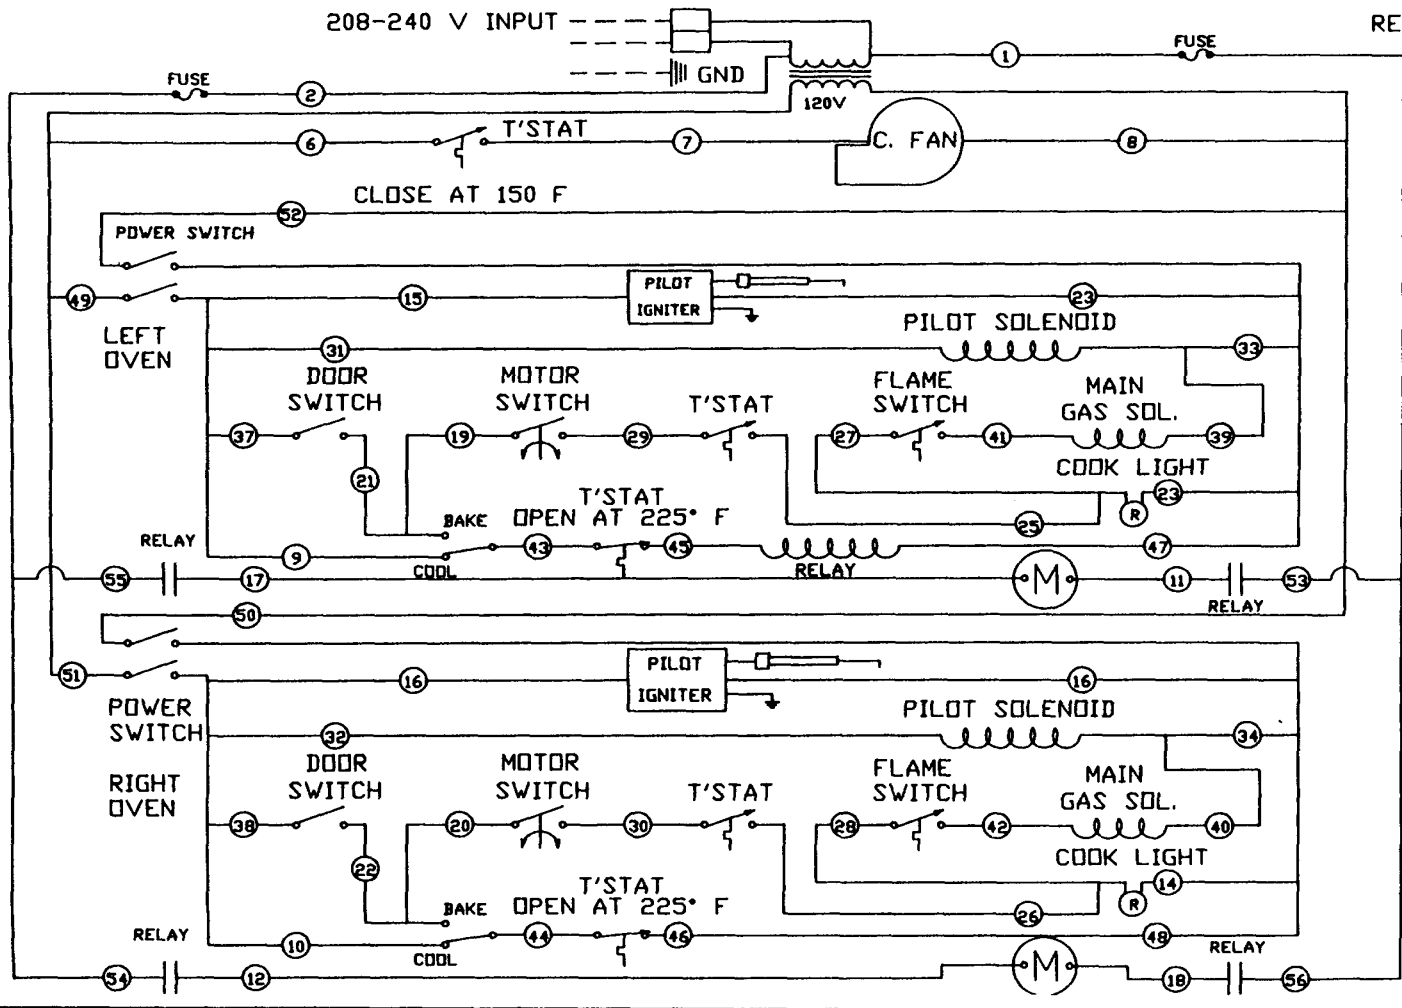 208-240 V INPUT
RE
FUSE
1
GND
FUSE
2
120V
6
T'STAT
7
C. FAN
8
CLOSE AT 150 F
52
POWER SWITCH
49
15
PILOT
IGNITER
23
LEFT
OVEN
PILOT SOLENOID
31
33
DOOR
SWITCH
MOTOR
SWITCH
T'STAT
FLAME
SWITCH
MAIN
GAS SOL.
37
19
29
27
41
39
COOK LIGHT
21
23
R
T'STAT
OPEN AT 225° F
BAKE
25
RELAY
9
43
45
47
COOL
RELAY
55
17
M
11
53
RELAY
50
51
16
PILOT
IGNITER
16
POWER
SWITCH
PILOT SOLENOID
32
34
RIGHT
OVEN
DOOR
SWITCH
MOTOR
SWITCH
T'STAT
FLAME
SWITCH
MAIN
GAS SOL.
38
20
30
28
42
40
COOK LIGHT
22
14
R
T'STAT
OPEN AT 225° F
BAKE
26
RELAY
10
44
46
48
COOL
RELAY
54
12
M
18
56